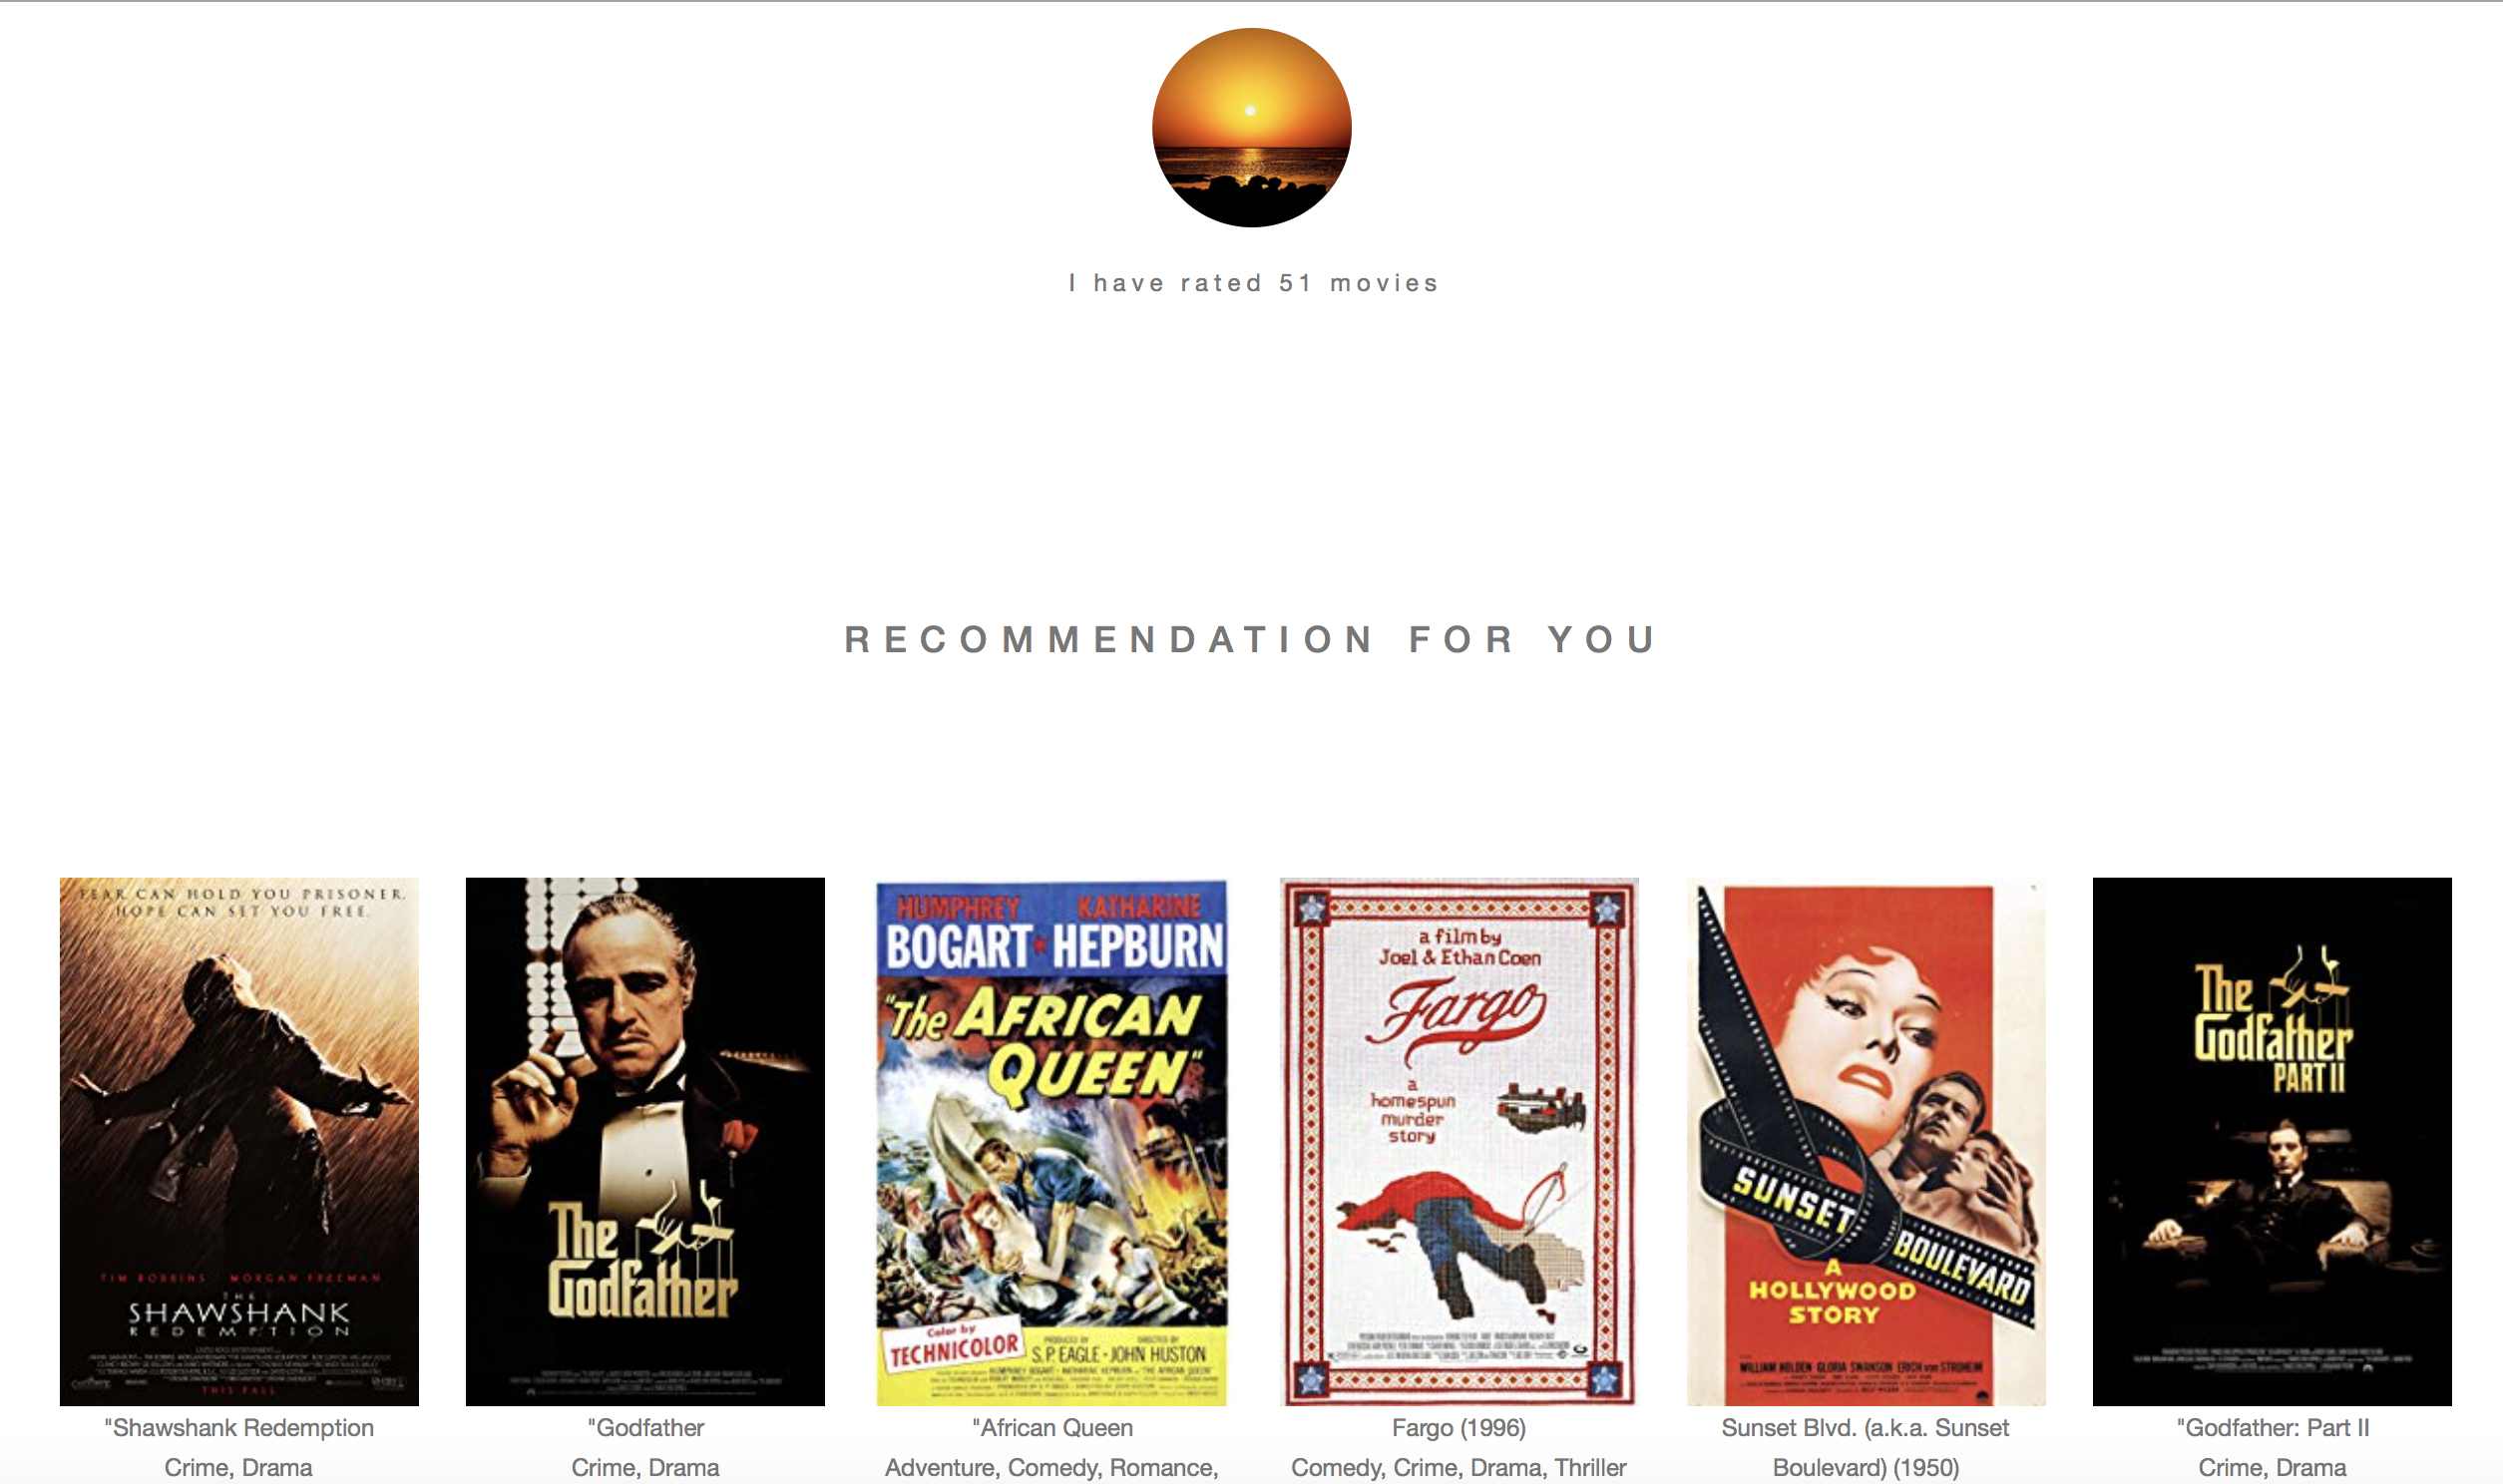 I have rated 51 movies
RECOMMENDATION FOR YOU
FEAR CAN HOLD YOU PRISONER.
HOPE CAN SET YOU FREE.
TIM ROBBINS MORGAN FREEMAN
THE
SHAWSHANK
REDEMPTION
THIS FALL
"Shawshank Redemption
Crime, Drama
The
Godfather
"Godfather
Crime, Drama
HUMPHREY KATHARINE
BOGART HEPBURN
"The AFRICAN
QUEEN"
Color by
TECHNICOLOR
PRODUCED BY DIRECTED BY
S.P. EAGLE · JOHN HUSTON
"African Queen
Adventure, Comedy, Romance,
a film by
Joel & Ethan Coen
Fargo
a
homespun
murder
story
Fargo (1996)
Comedy, Crime, Drama, Thriller
SUNSET
BOULEVARD
A
HOLLYWOOD
STORY
WILLIAM HOLDEN GLORIA SWANSON ERICH von STROHEIM
Sunset Blvd. (a.k.a. Sunset
Boulevard) (1950)
The
Godfather
PART II
"Godfather: Part II
Crime, Drama